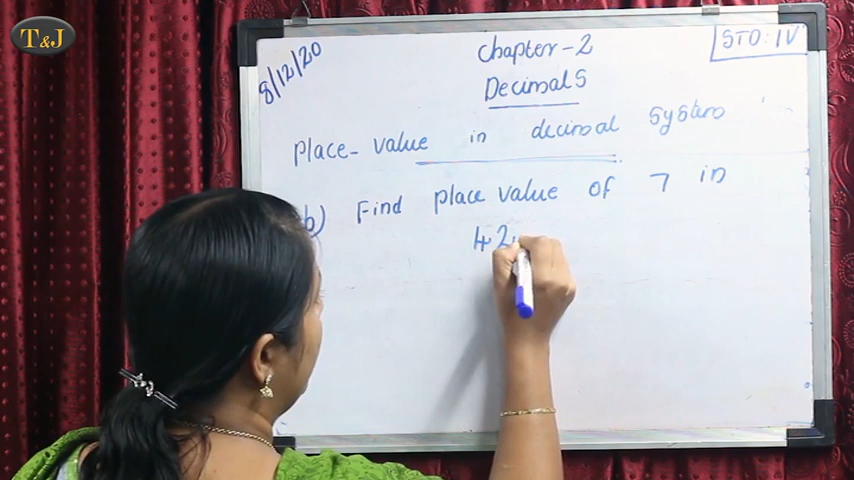 T&J
8/12/20
Chapter-2
STD: IV
Decimals
Place-value in decimal system
b) Find place value of 7 in
42